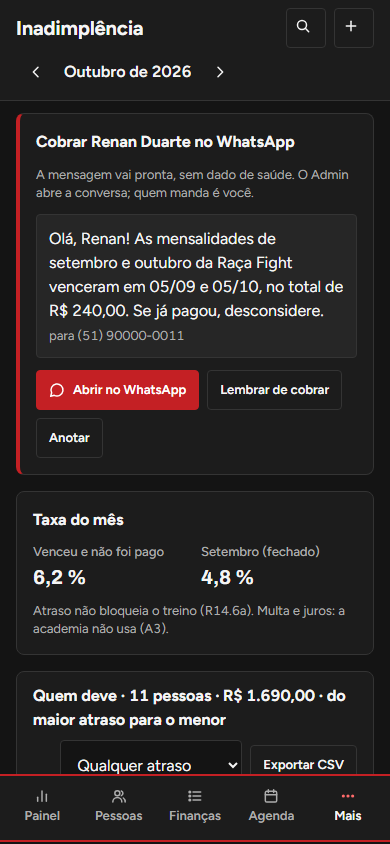 Inadimplência
Outubro de 2026
Cobrar Renan Duarte no WhatsApp
A mensagem vai pronta, sem dado de saúde. O Admin
abre a conversa; quem manda é você.
Olá, Renan! As mensalidades de
setembro e outubro da Raça Fight
venceram em 05/09 e 05/10, no total de
R$ 240,00. Se já pagou, desconsidere.
para (51) 90000-0011
Abrir no WhatsApp
Lembrar de cobrar
Anotar
Taxa do mês
Venceu e não foi pago
Setembro (fechado)
6,2 %
4,8 %
Atraso não bloqueia o treino (R14.6a). Multa e juros: a
academia não usa (A3).
Quem deve · 11 pessoas · R$ 1.690,00 · do
maior atraso para o menor
Qualquer atraso
Exportar CSV
Painel
Pessoas
Finanças
Agenda
Mais